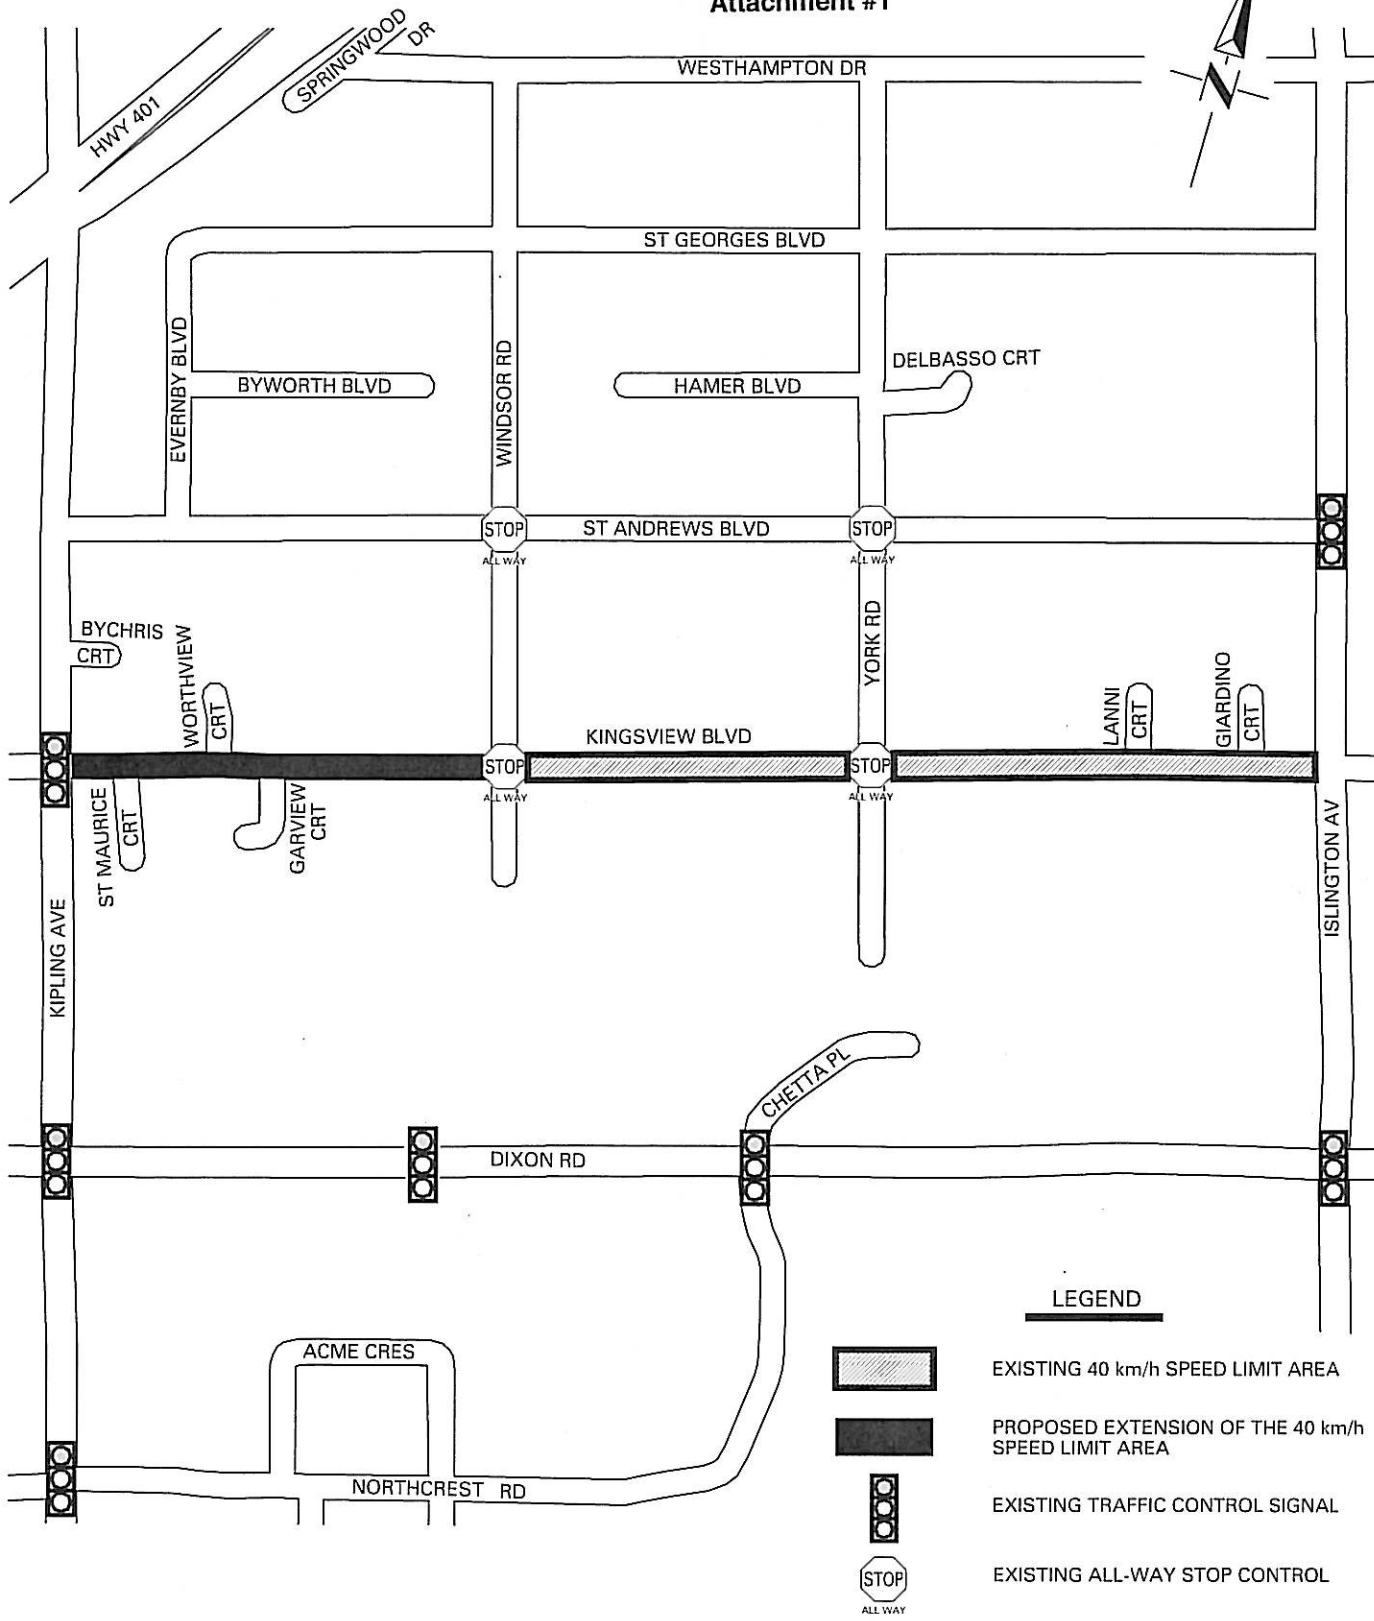 Attachment #1
SPRINGWOOD
DR
WESTHAMPTON DR
HWY 401
N
ST GEORGES BLVD
EVERNBY BLVD
BYWORTH BLVD
WINDSOR RD
HAMER BLVD
DELBASSO CRT
STOP
ALL WAY
ST ANDREWS BLVD
STOP
ALL WAY
BYCHRIS
CRT
WORTHVIEW
CRT
YORK RD
LANNI
CRT
GIARDINO
CRT
KINGSVIEW BLVD
STOP
ALL WAY
STOP
ALL WAY
ST MAURICE
CRT
GARVIEW
CRT
KIPLING AVE
ISLINGTON AV
CHETTA PL
DIXON RD
ACME CRES
NORTHCREST RD
LEGEND
EXISTING 40 km/h SPEED LIMIT AREA
PROPOSED EXTENSION OF THE 40 km/h
SPEED LIMIT AREA
EXISTING TRAFFIC CONTROL SIGNAL
STOP
ALL WAY
EXISTING ALL-WAY STOP CONTROL